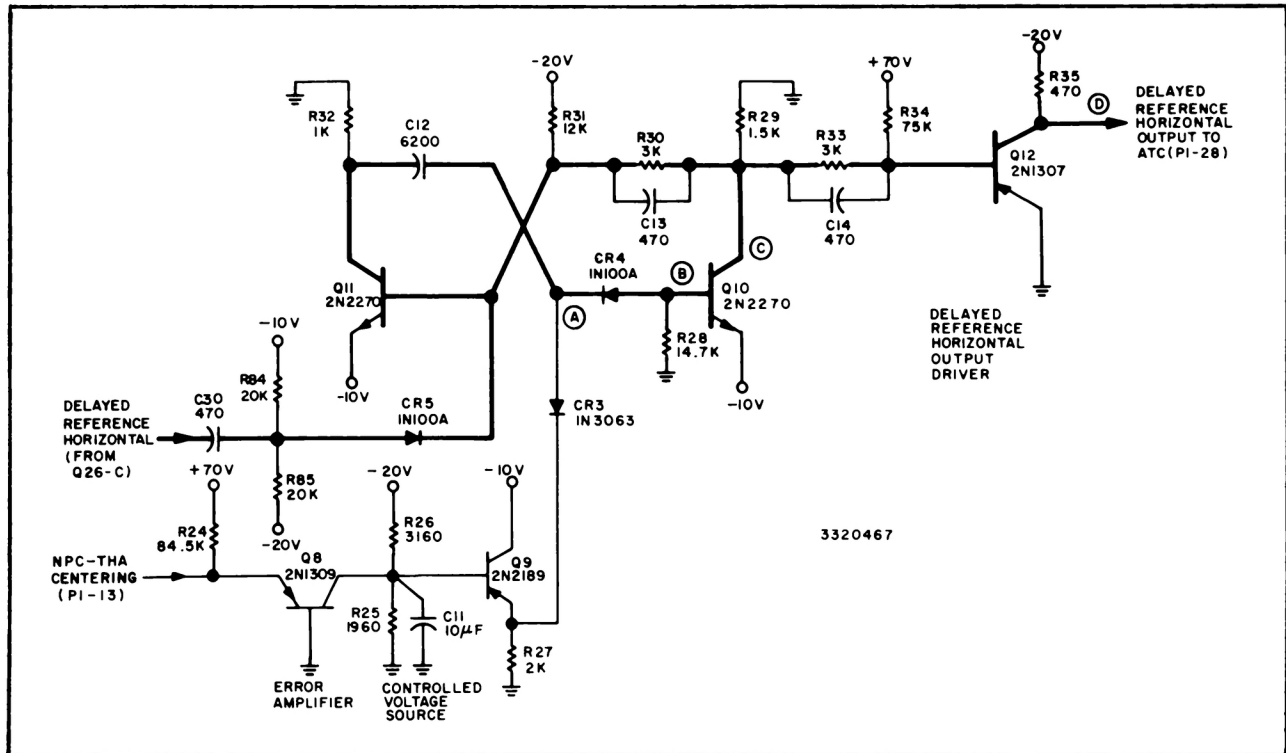 -20V
R35
470
D
DELAYED
REFERENCE
HORIZONTAL
OUTPUT TO
ATC(P1-28)
-20V
+70V
R32
1K
C12
6200
R31
12K
R30
3K
R29
1.5K
R33
3K
R34
75K
Q12
2N1307
C13
470
C14
470
C
CR4
1N100A
B
Q11
2N2270
A
Q10
2N2270
R28
14.7K
DELAYED
REFERENCE
HORIZONTAL
OUTPUT
DRIVER
-10V
-10V
-10V
R84
20K
CR3
1N3063
DELAYED
REFERENCE
HORIZONTAL
(FROM
Q26-C)
C30
470
CR5
1N100A
+70V
R85
20K
-20V
-20V
-10V
R24
84.5K
R26
3160
3320467
NPC-THA
CENTERING
(P1-13)
Q8
2N1309
Q9
2N2189
R25
1960
C11
10µF
R27
2K
ERROR
AMPLIFIER
CONTROLLED
VOLTAGE
SOURCE